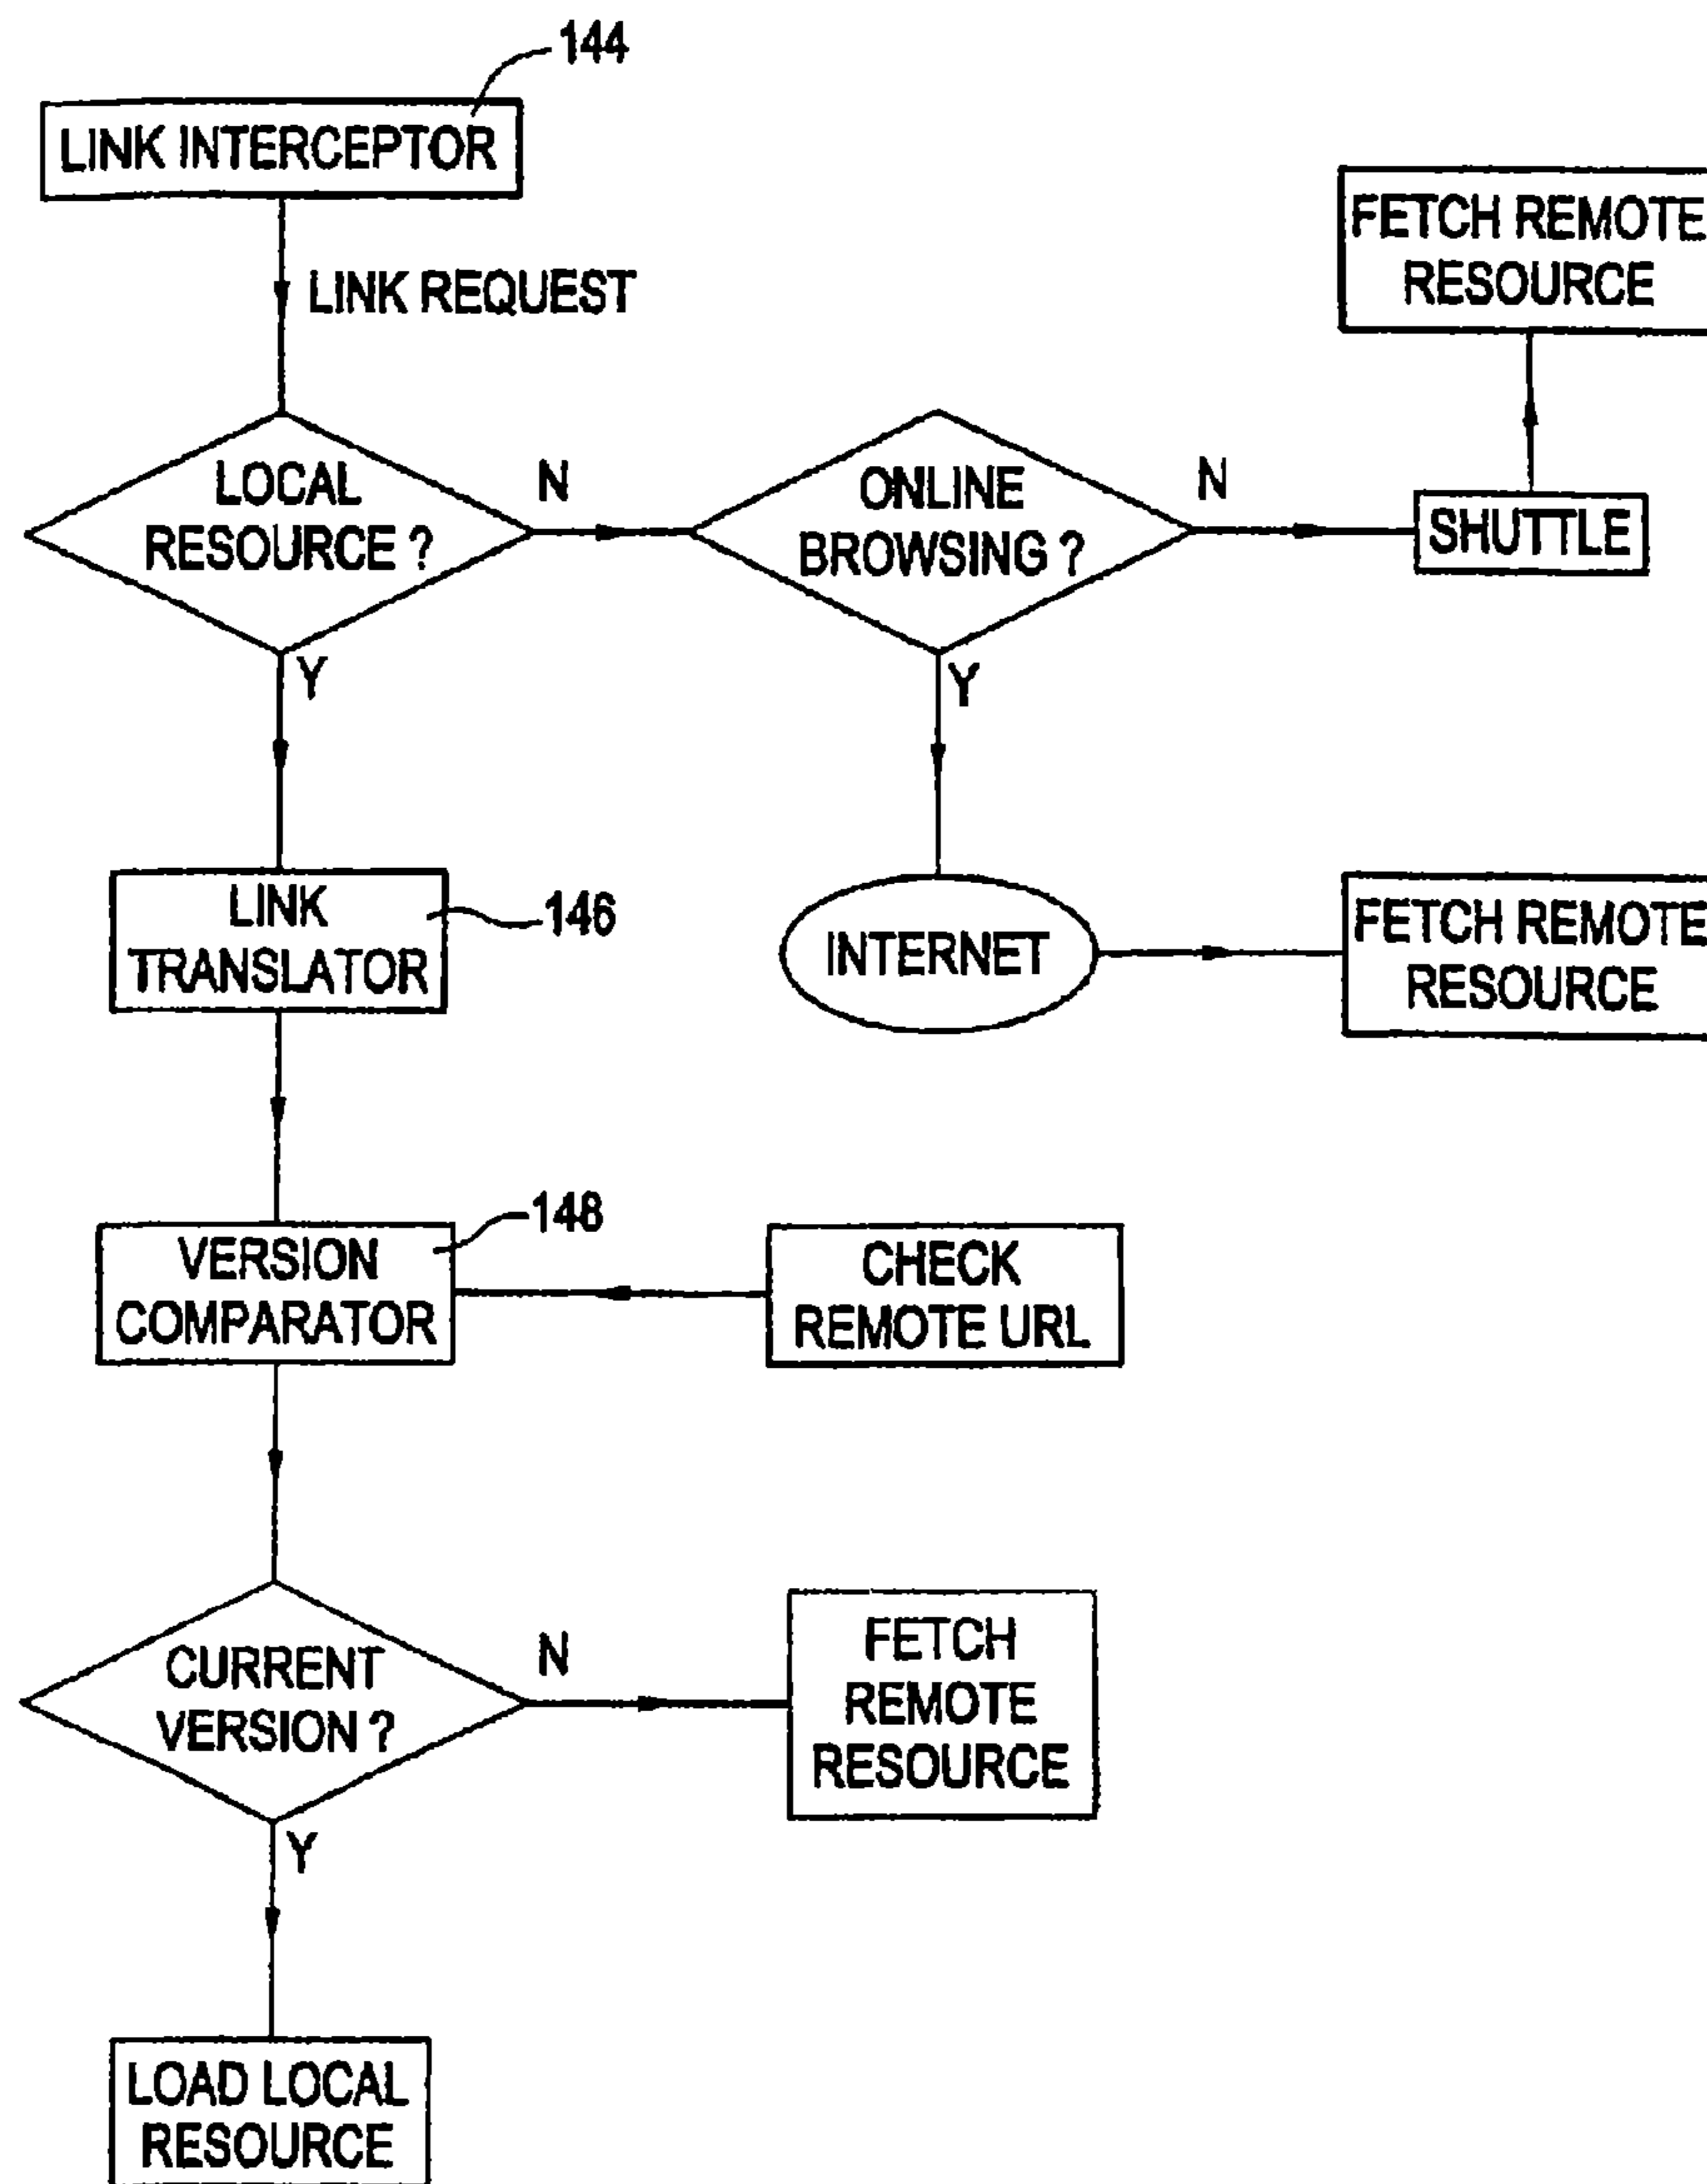 144
LINK INTERCEPTOR
LINK REQUEST
FETCH REMOTE
RESOURCE
LOCAL
RESOURCE ?
N
ONLINE
BROWSING ?
N
SHUTTLE
Y
Y
LINK
TRANSLATOR
146
INTERNET
FETCH REMOTE
RESOURCE
VERSION
COMPARATOR
148
CHECK
REMOTE URL
CURRENT
VERSION ?
N
FETCH
REMOTE
RESOURCE
Y
LOAD LOCAL
RESOURCE